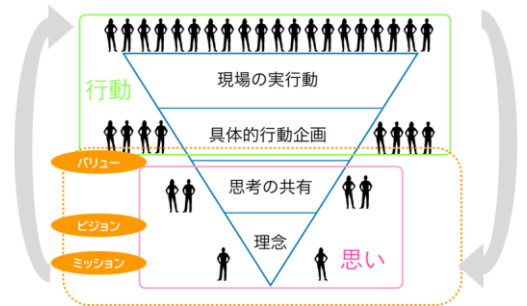 現場の実行動
行動
具体的行動企画
バリュー
思考の共有
ビジョン
理念
ミッション
思い